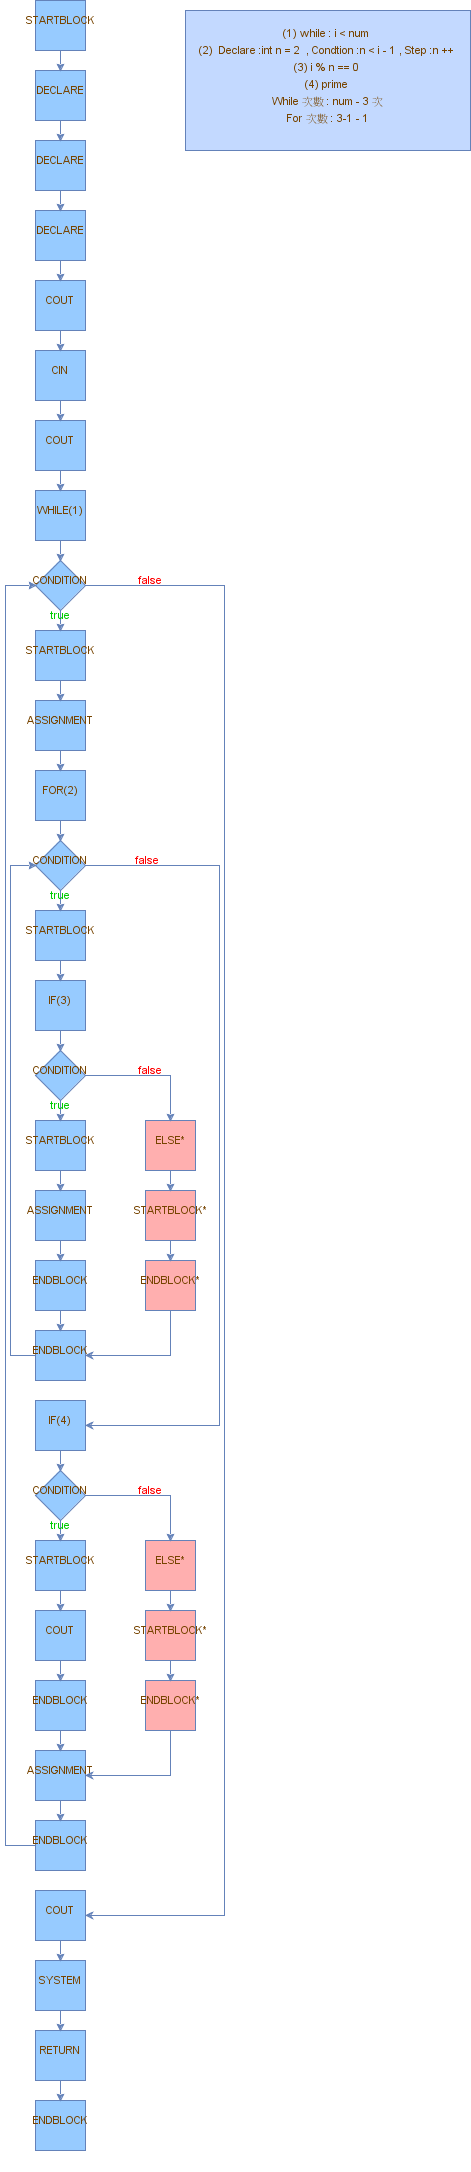 STARTBLOCK
(1) while : i < num
(2) Declare :int n = 2 , Condtion :n < i - 1 , Step :n ++
(3) i % n == 0
(4) prime
While 次數 : num - 3 次
For 次數 : 3-1 - 1
DECLARE
DECLARE
DECLARE
COUT
CIN
COUT
WHILE(1)
CONDITION
false
true
STARTBLOCK
ASSIGNMENT
FOR(2)
CONDITION
false
true
STARTBLOCK
IF(3)
CONDITION
false
true
STARTBLOCK
ELSE*
ASSIGNMENT
STARTBLOCK*
ENDBLOCK
ENDBLOCK*
ENDBLOCK
IF(4)
CONDITION
false
true
STARTBLOCK
ELSE*
COUT
STARTBLOCK*
ENDBLOCK
ENDBLOCK*
ASSIGNMENT
ENDBLOCK
COUT
SYSTEM
RETURN
ENDBLOCK